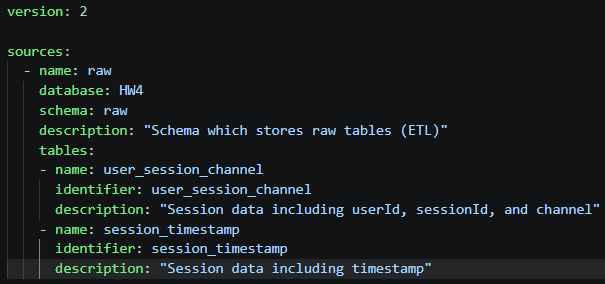 version: 2
sources:
- name: raw
database: HW4
schema: raw
description: "Schema which stores raw tables (ETL)"
tables:
- name: user_session_channel
identifier: user_session_channel
description: "Session data including userId, sessionId, and channel"
- name: session_timestamp
identifier: session_timestamp
description: "Session data including timestamp"